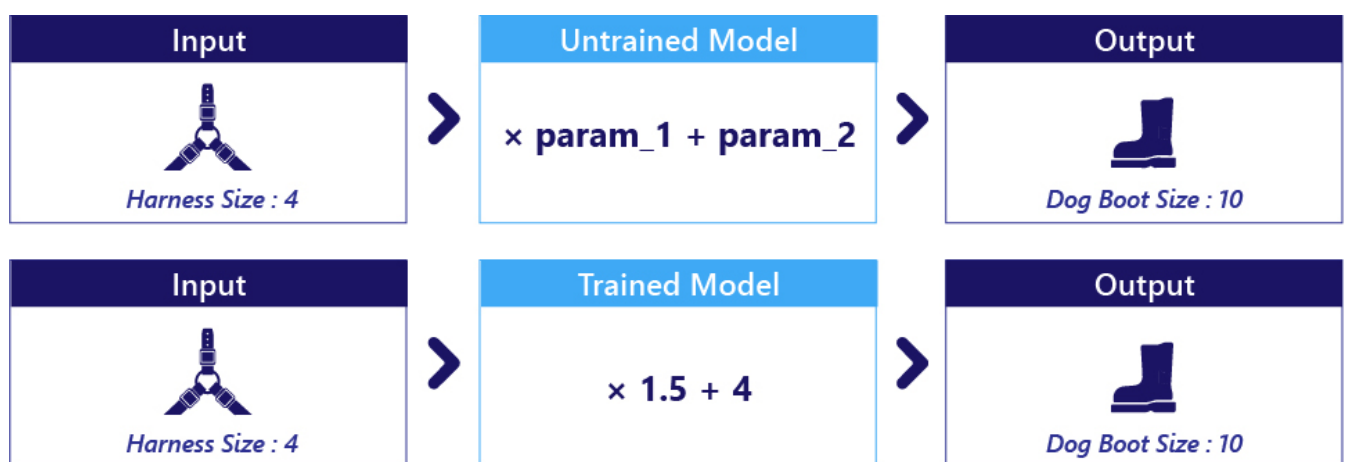 Input
Untrained Model
Output
× param_1 + param_2
Harness Size : 4
Dog Boot Size : 10
Input
Trained Model
Output
× 1.5 + 4
Harness Size : 4
Dog Boot Size : 10